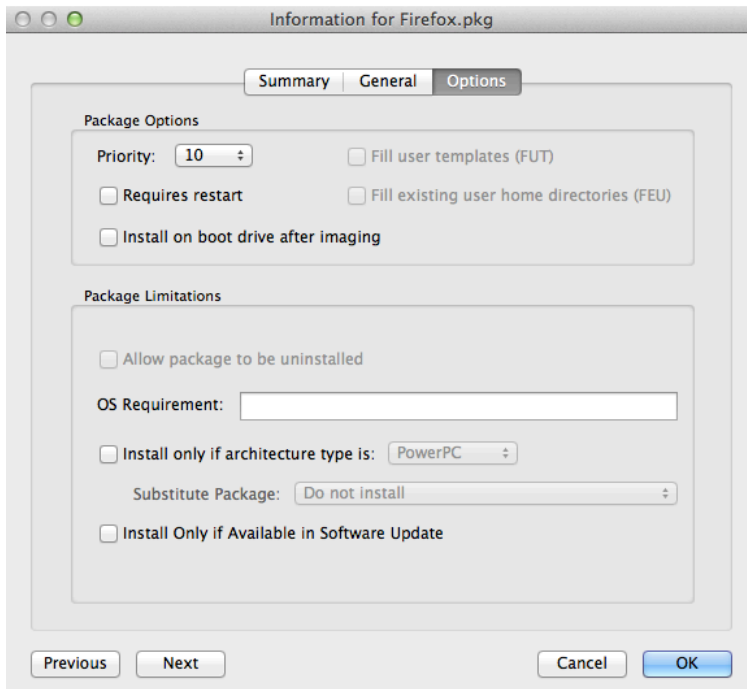 Information for Firefox.pkg
Summary General Options
Package Options
Priority: 10 Fill user templates (FUT)
Requires restart Fill existing user home directories (FEU)
Install on boot drive after imaging
Package Limitations
Allow package to be uninstalled
OS Requirement:
Install only if architecture type is: PowerPC
Substitute Package: Do not install
Install Only if Available in Software Update
Previous Next Cancel OK